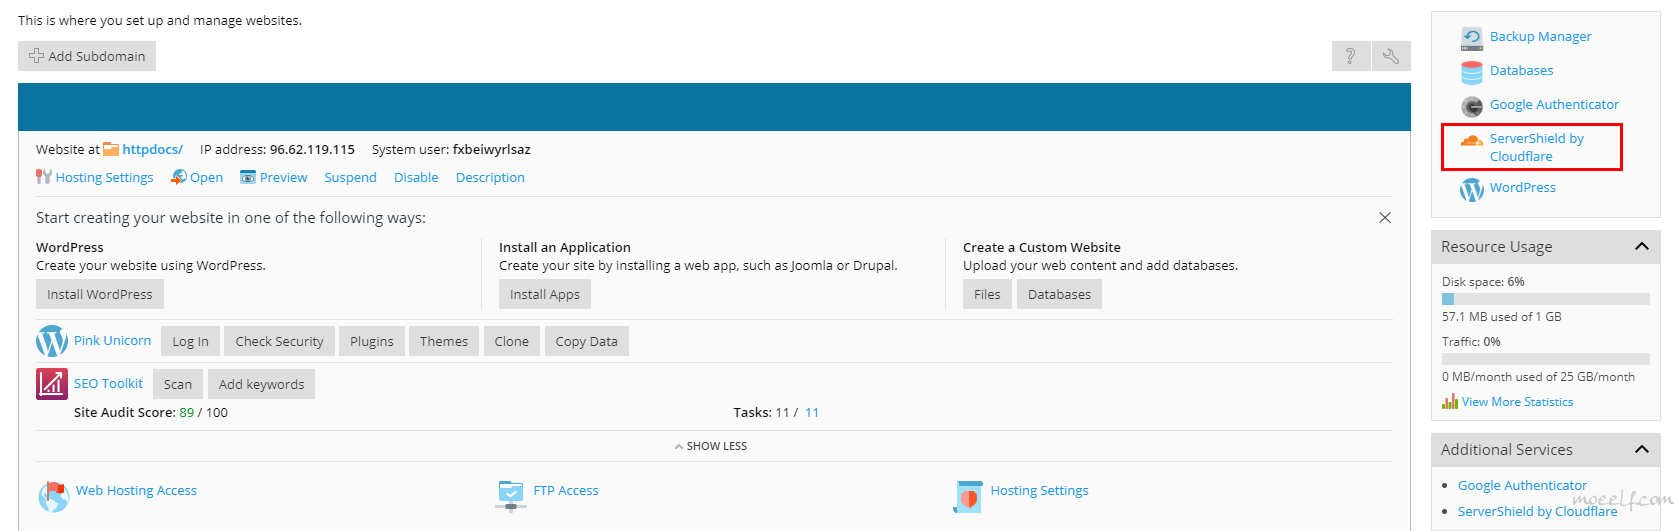 This is where you set up and manage websites.
Add Subdomain
?
Website at httpdocs/ IP address: 96.62.119.115 System user: fxbeiwyrlsaz
Hosting Settings Open Preview Suspend Disable Description
Start creating your website in one of the following ways:
WordPress
Create your website using WordPress.
Install WordPress
Install an Application
Create your site by installing a web app, such as Joomla or Drupal.
Install Apps
Create a Custom Website
Upload your web content and add databases.
Files Databases
Pink Unicorn Log In Check Security Plugins Themes Clone Copy Data
SEO Toolkit Scan Add keywords
Site Audit Score: 89 / 100 Tasks: 11 / 11
SHOW LESS
Web Hosting Access FTP Access Hosting Settings
Backup Manager
Databases
Google Authenticator
ServerShield by
Cloudflare
WordPress
Resource Usage
Disk space: 6%
57.1 MB used of 1 GB
Traffic: 0%
0 MB/month used of 25 GB/month
View More Statistics
Additional Services
Google Authenticator
ServerShield by Cloudflare
moeelf.com